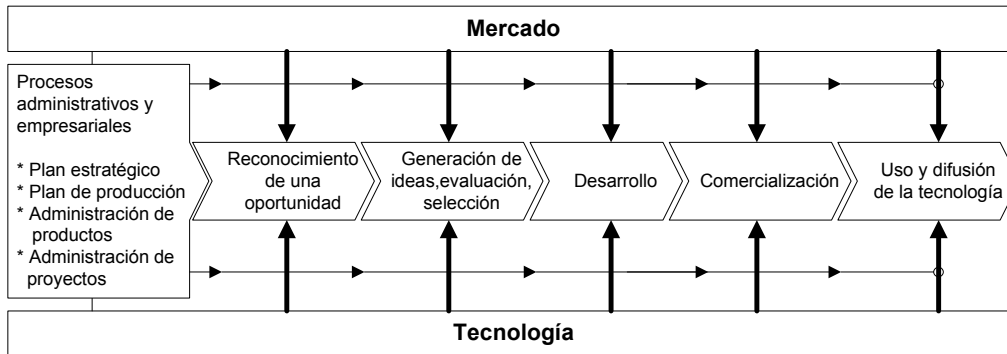 Mercado
Procesos
administrativos y
empresariales
* Plan estratégico
* Plan de producción
* Administración de
productos
* Administración de
proyectos
Reconocimiento
de una
oportunidad
Generación de
ideas,evaluación,
selección
Desarrollo
Comercialización
Uso y difusión
de la tecnología
Tecnología